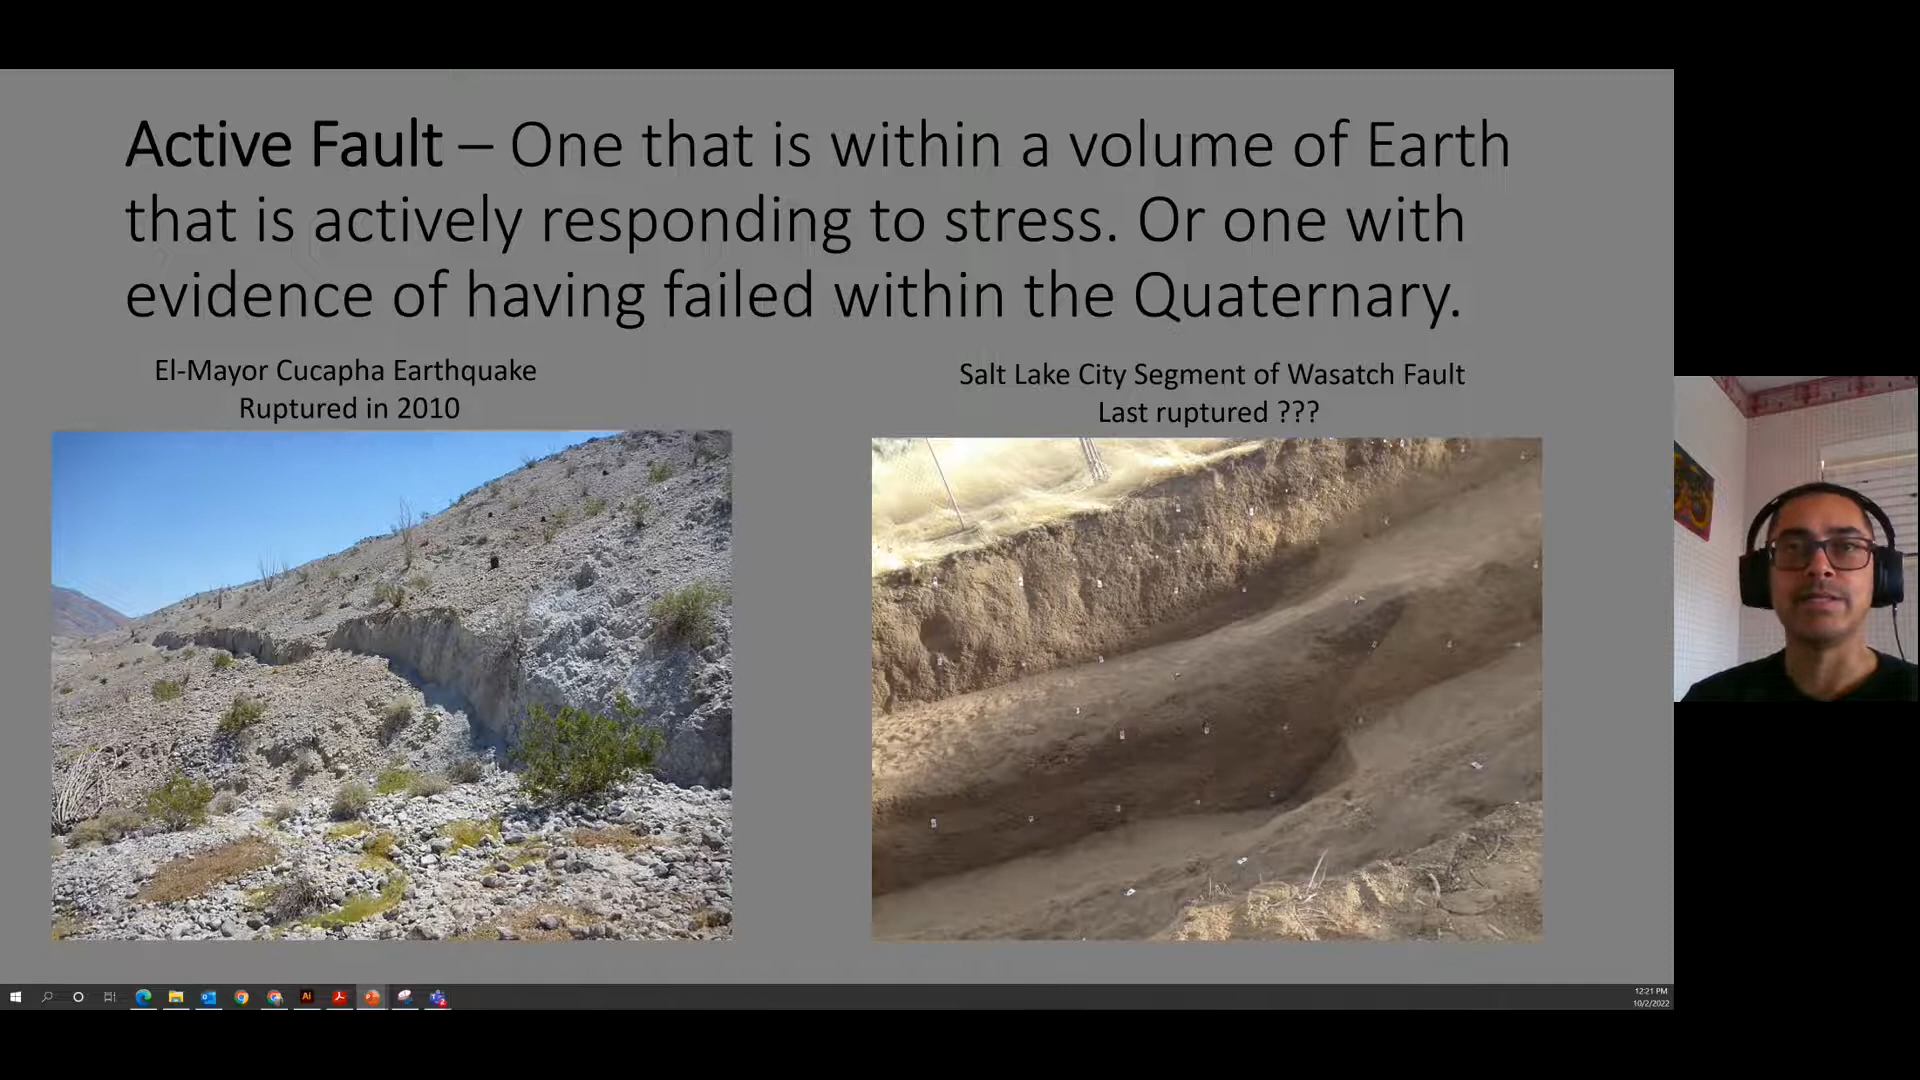 Active Fault – One that is within a volume of Earth
that is actively responding to stress. Or one with
evidence of having failed within the Quaternary.
El-Mayor Cucapha Earthquake
Ruptured in 2010
Salt Lake City Segment of Wasatch Fault
Last ruptured ???
Ai
12:21 PM
10/2/2022